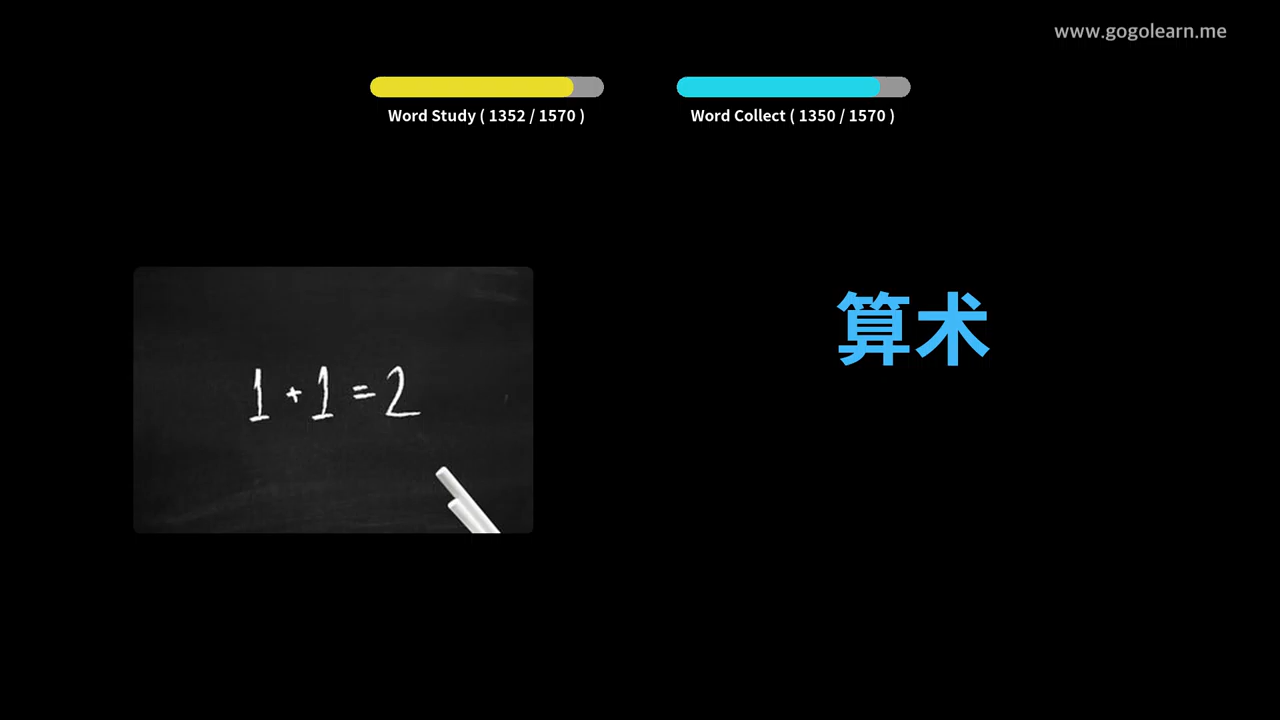 www.gogolearn.me
Word Study ( 1352 / 1570 )
Word Collect ( 1350 / 1570 )
算术
1 + 1 = 2